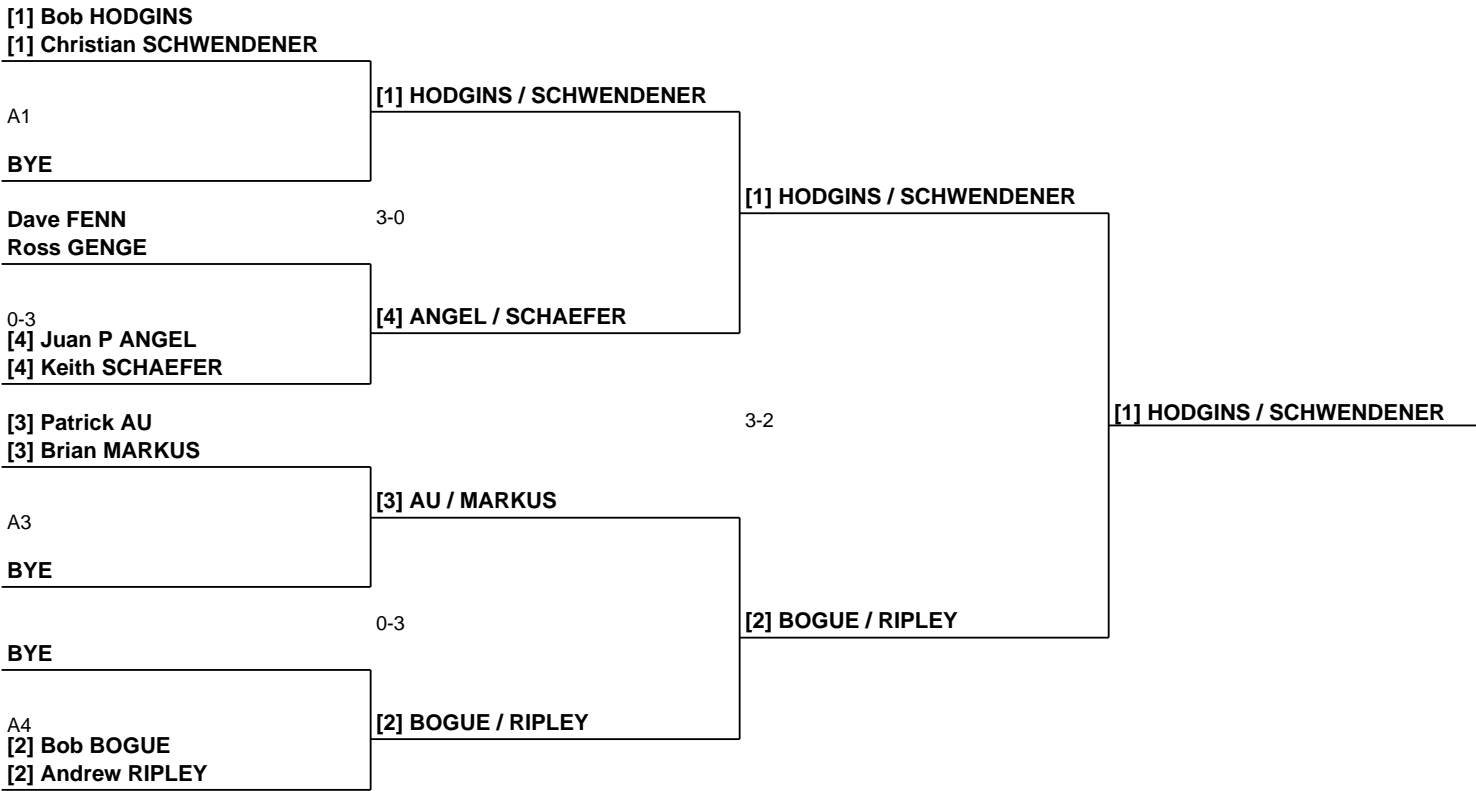 [1] Bob HODGINS
[1] Christian SCHWENDENER
[1] HODGINS / SCHWENDENER
A1
BYE
[1] HODGINS / SCHWENDENER
Dave FENN
3-0
Ross GENGE
0-3
[4] ANGEL / SCHAEFER
[4] Juan P ANGEL
[4] Keith SCHAEFER
[1] HODGINS / SCHWENDENER
[3] Patrick AU
3-2
[3] Brian MARKUS
[3] AU / MARKUS
A3
BYE
0-3
[2] BOGUE / RIPLEY
BYE
A4
[2] BOGUE / RIPLEY
[2] Bob BOGUE
[2] Andrew RIPLEY